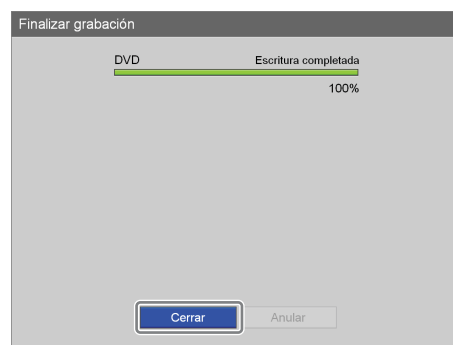 Finalizar grabación
DVD Escritura completada
100%
Cerrar Anular